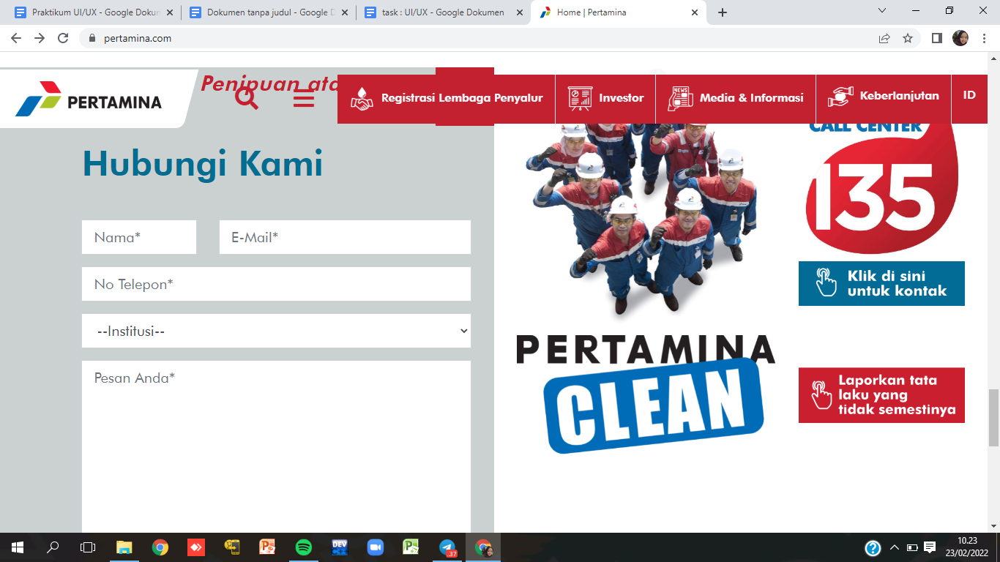 Praktikum UI/UX - Google Dokun
Dokumen tanpa judul - Google D
task : UI/UX - Google Dokumen
Home | Pertamina
pertamina.com
Penipuan ata
PERTAMINA
Registrasi Lembaga Penyalur
Investor
NEWS
Media & Informasi
Keberlanjutan
ID
CALL CENTER
135
Hubungi Kami
Nama*
E-Mail*
No Telepon*
--Institusi--
Pesan Anda*
Klik di sini
untuk kontak
PERTAMINA
CLEAN
Laporkan tata
laku yang
tidak semestinya
DEV
37
10.23
23/02/2022